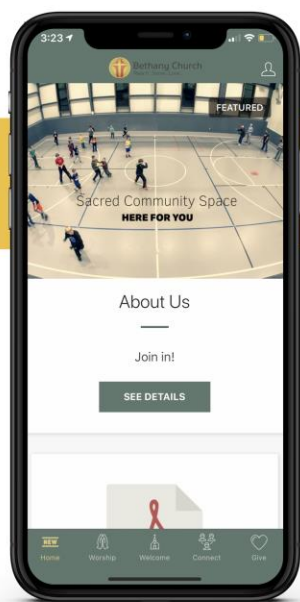 3:23
Bethany Church
FEATURED
Sacred Community Space
HERE FOR YOU
About Us
Join in!
SEE DETAILS
NEW
Home
Worship
Welcome
Connect
Give